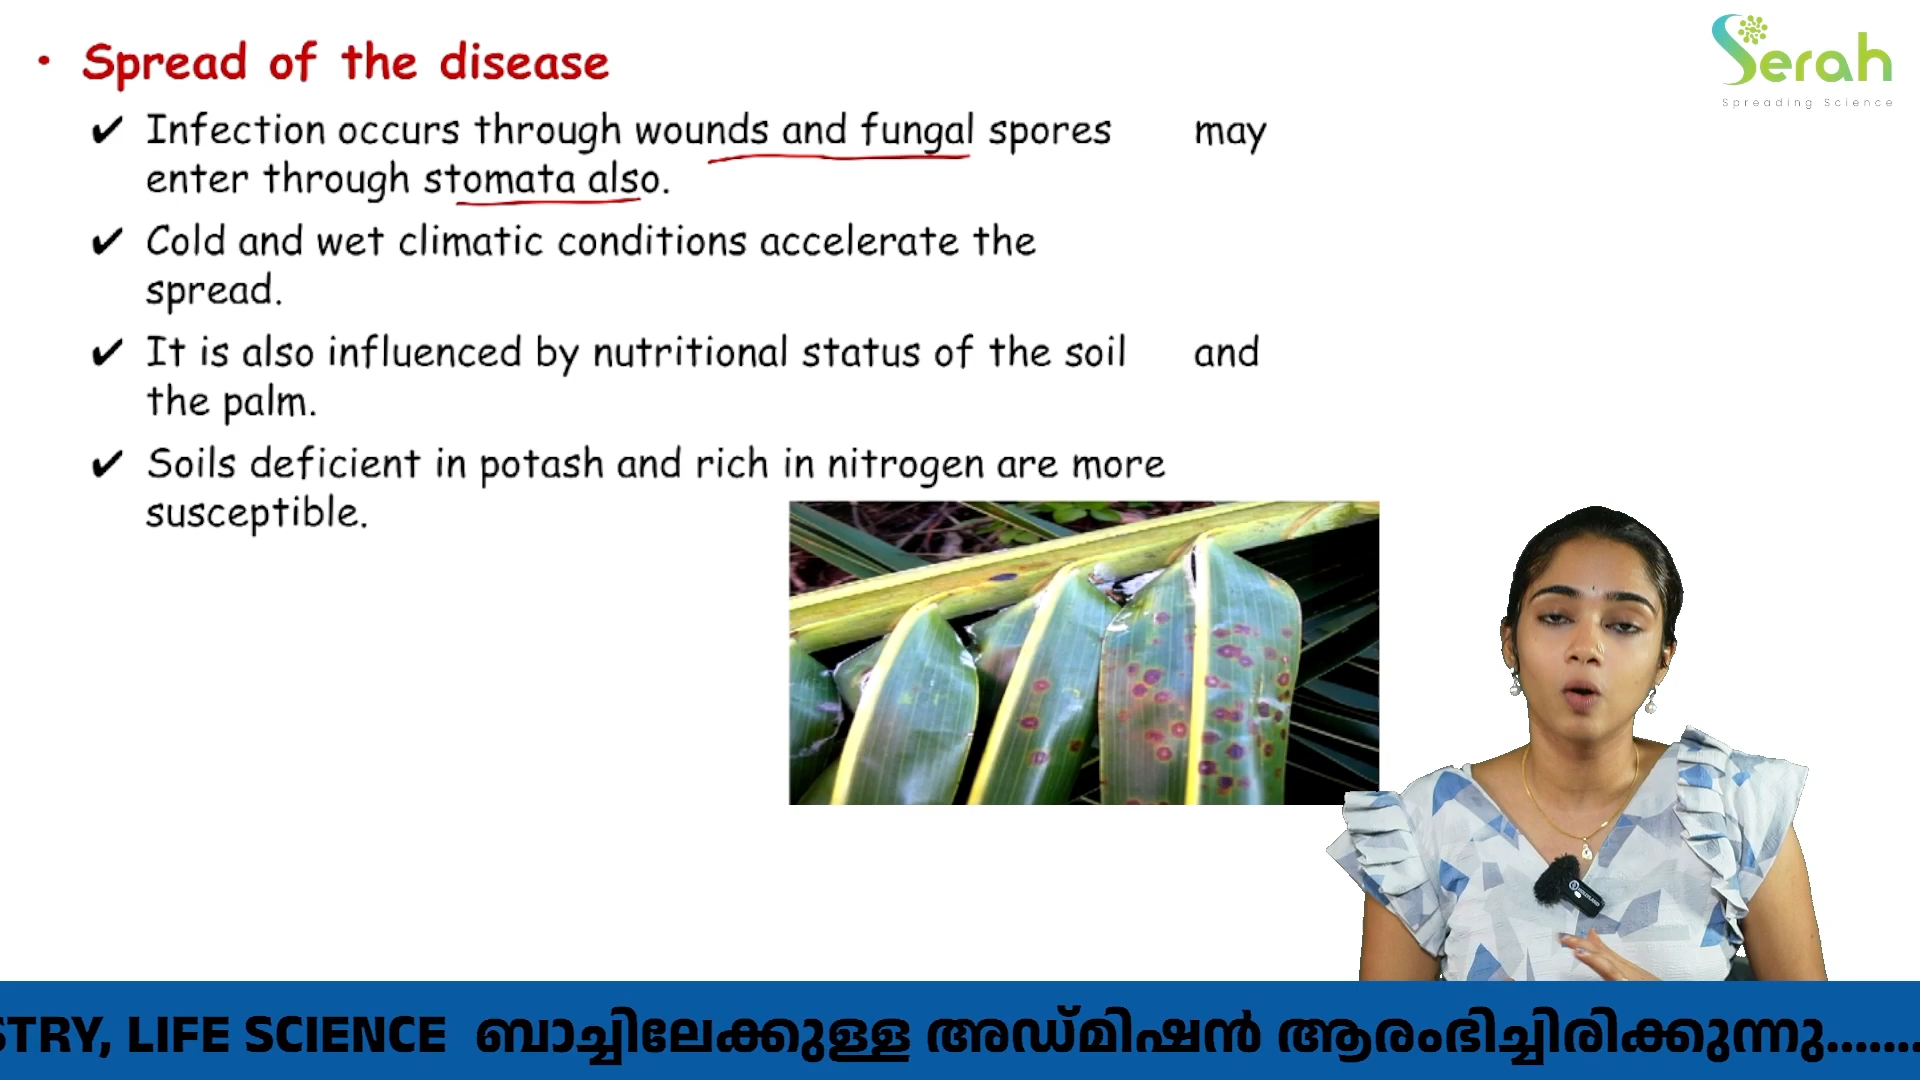 • Spread of the disease
✔ Infection occurs through wounds and fungal spores may
enter through stomata also.
✔ Cold and wet climatic conditions accelerate the
spread.
✔ It is also influenced by nutritional status of the soil and
the palm.
✔ Soils deficient in potash and rich in nitrogen are more
susceptible.
Serah
Spreading Science
STRY, LIFE SCIENCE ബാച്ചിലേക്കുള്ള അഡ്മിഷൻ ആരംഭിച്ചിരിക്കുന്നു.......